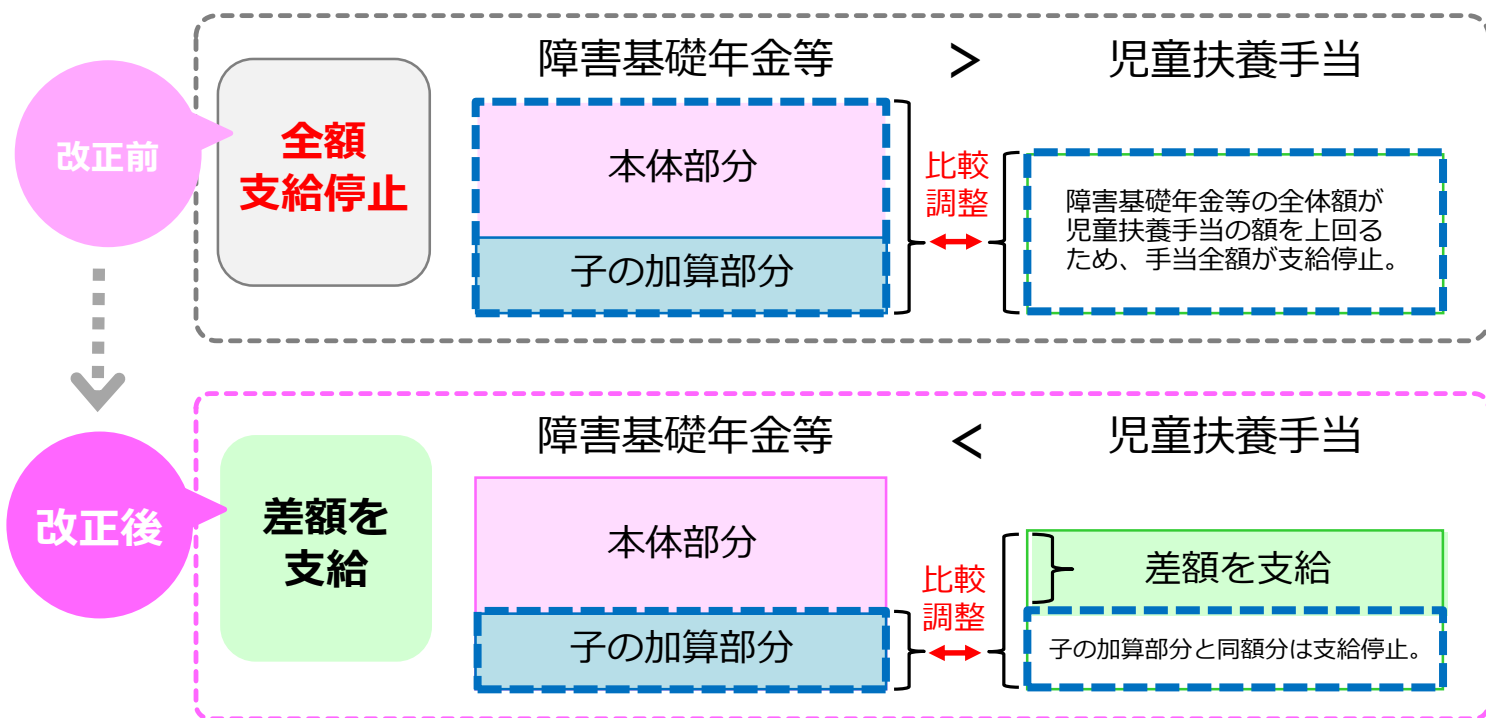 改正前
全額
支給停止
障害基礎年金等 > 児童扶養手当
本体部分
子の加算部分
比較
調整
障害基礎年金等の全体額が
児童扶養手当の額を上回る
ため、手当全額が支給停止。
改正後
差額を
支給
障害基礎年金等 < 児童扶養手当
本体部分
子の加算部分
比較
調整
差額を支給
子の加算部分と同額分は支給停止。